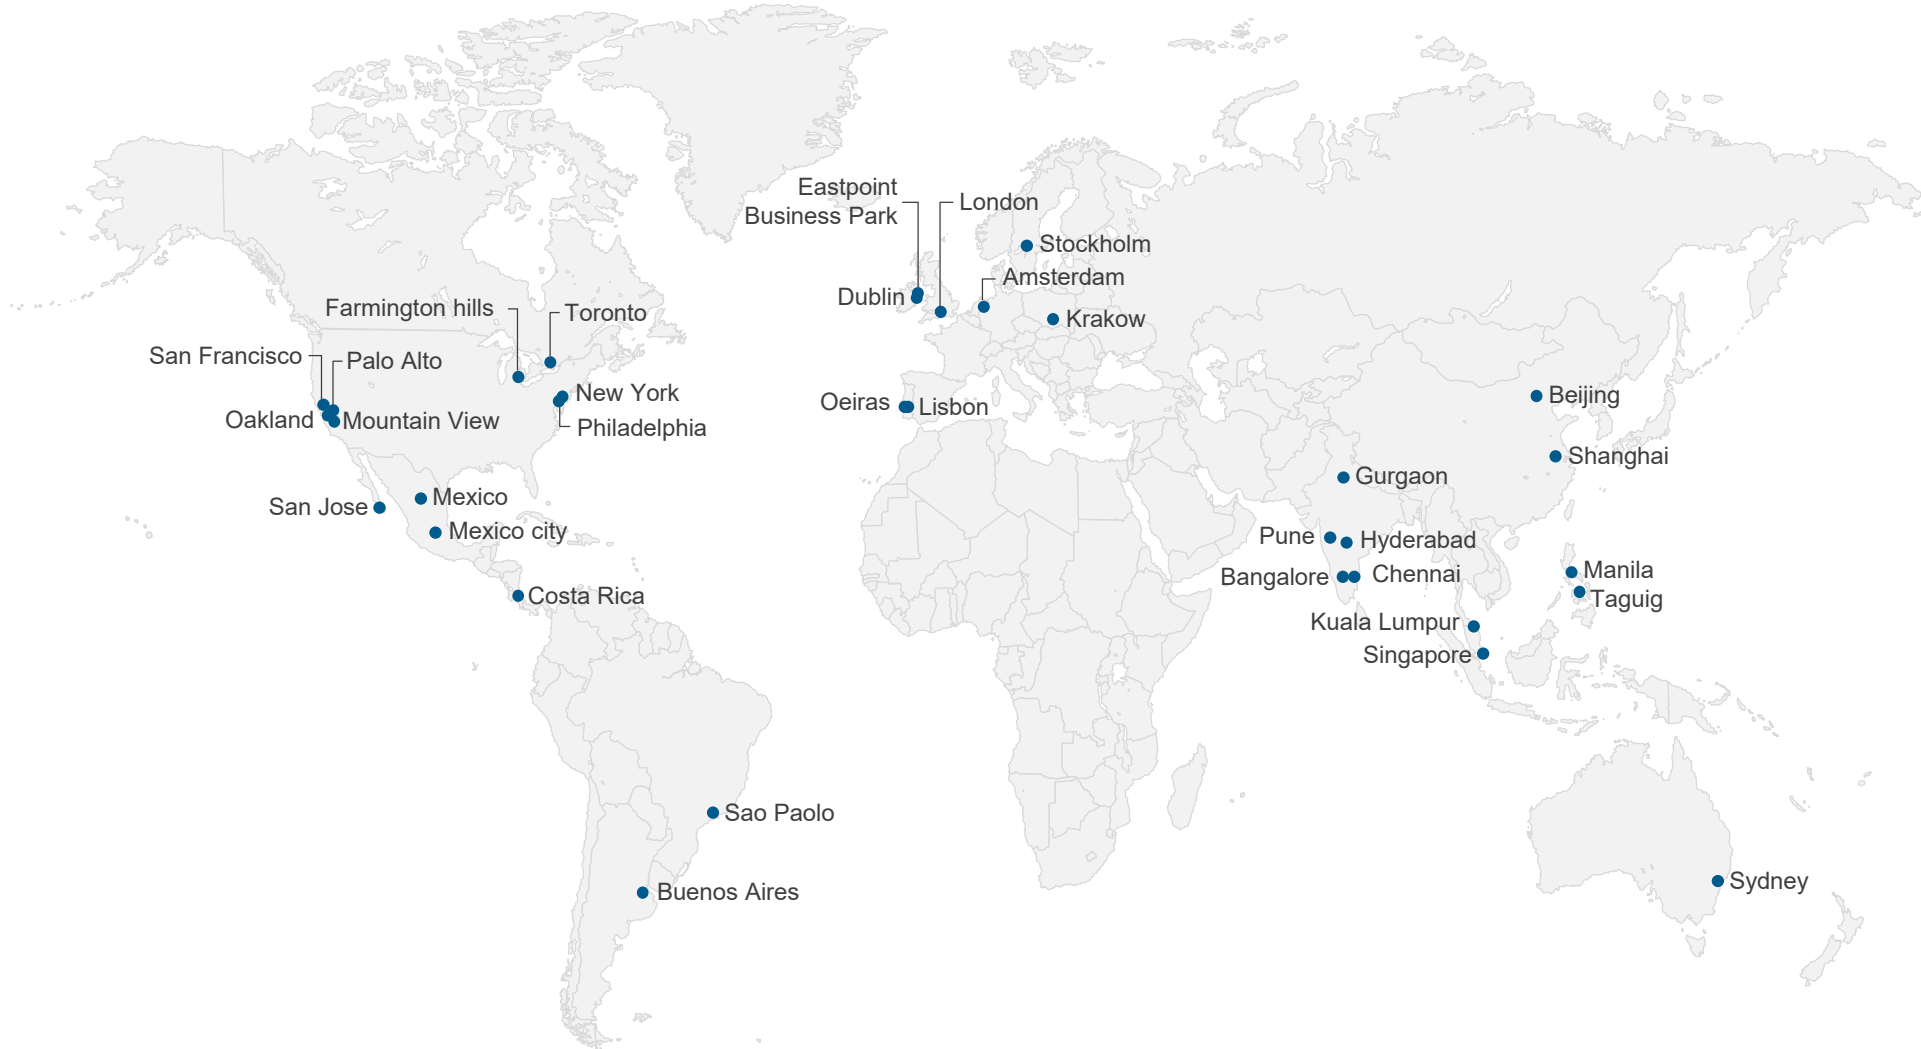 Eastpoint
Business Park
London
Stockholm
Amsterdam
Dublin
Krakow
Farmington hills
Toronto
San Francisco
Palo Alto
New York
Oakland
Mountain View
Philadelphia
Oeiras
Lisbon
Beijing
Shanghai
Gurgaon
San Jose
Mexico
Mexico city
Pune
Hyderabad
Bangalore
Chennai
Manila
Taguig
Costa Rica
Kuala Lumpur
Singapore
Sao Paolo
Buenos Aires
Sydney